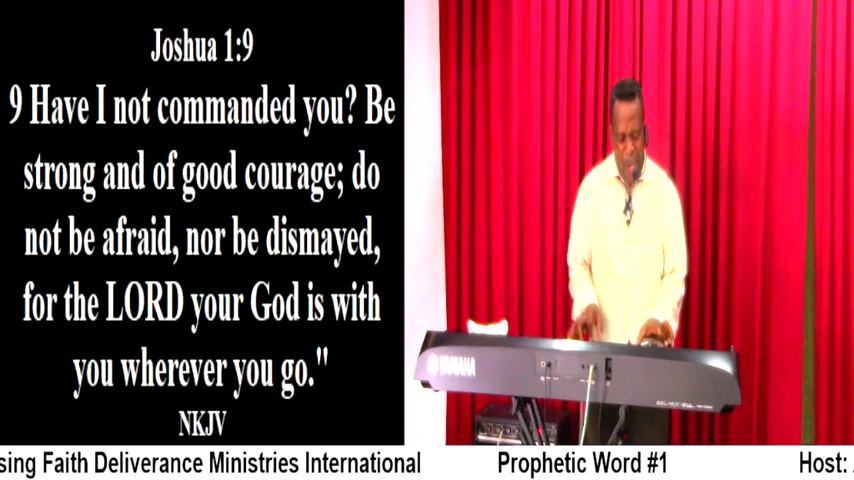 Joshua 1:9
9 Have I not commanded you? Be
strong and of good courage; do
not be afraid, nor be dismayed,
for the LORD your God is with
you wherever you go."
NKJV
YAMAHA
sing Faith Deliverance Ministries International Prophetic Word #1 Host: